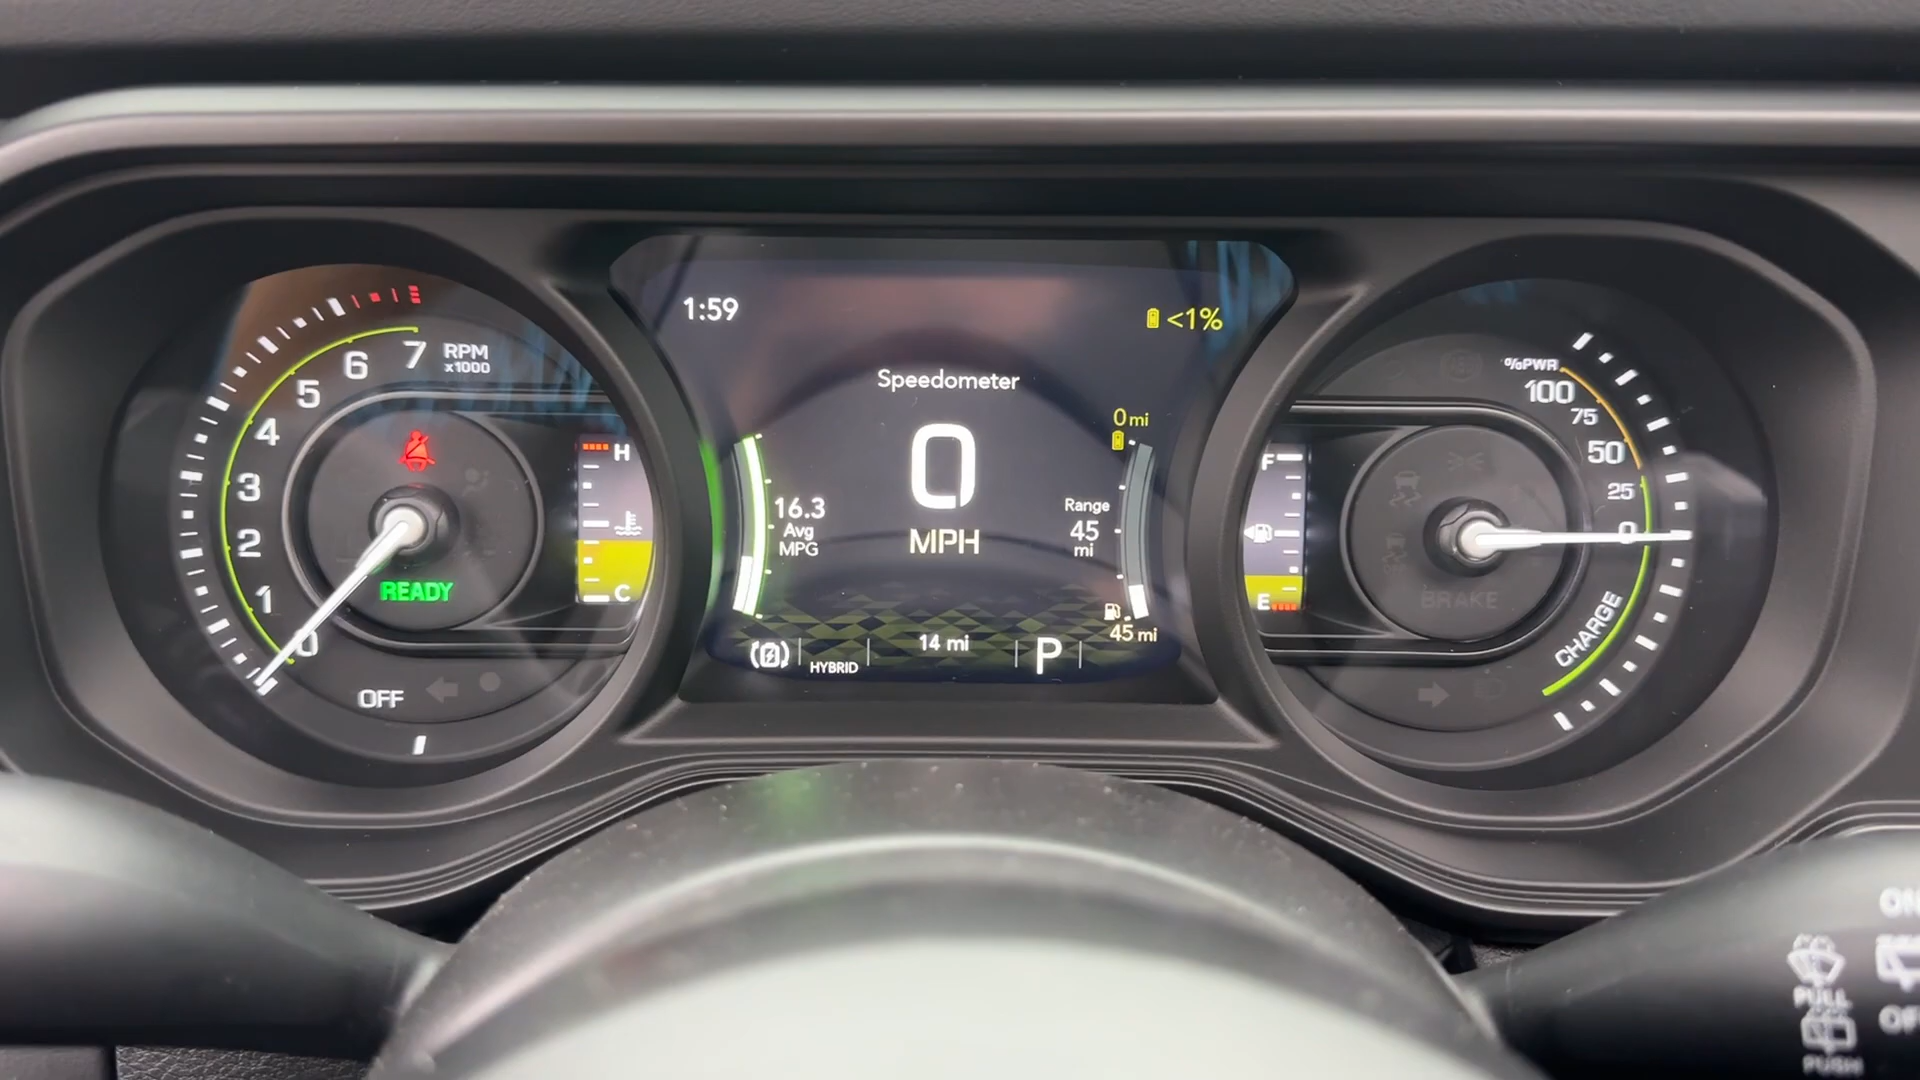 7
6
5
4
3
2
1
0
RPM
x1000
READY
OFF
H
C
1:59
<1%
Speedometer
0
MPH
16.3
Avg
MPG
0 mi
Range
45
mi
45 mi
HYBRID
14 mi
P
F
E
%PWR
100
75
50
25
0
CHARGE
BRAKE
PULL
PUSH